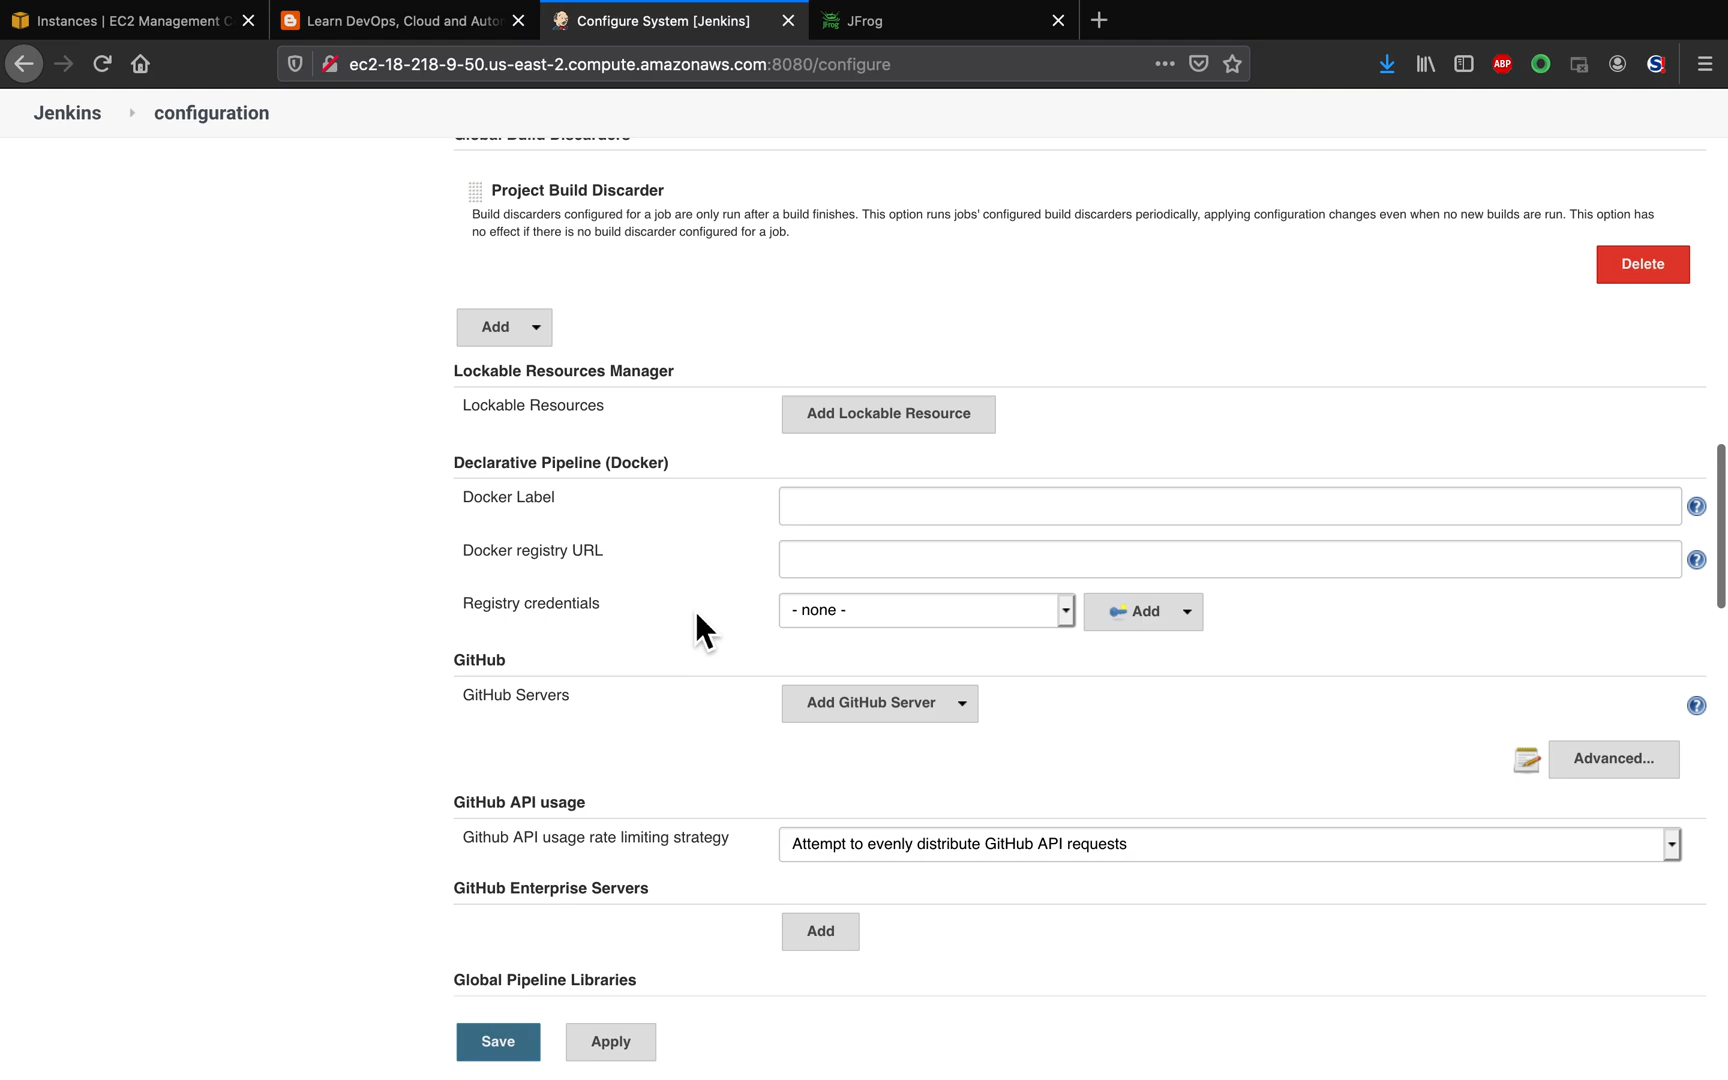 Instances | EC2 Management C
Learn DevOps, Cloud and Autor
Configure System [Jenkins]
JFrog
ec2-18-218-9-50.us-east-2.compute.amazonaws.com:8080/configure
ABP
Jenkins
configuration
Global Build Discarders
Project Build Discarder
Build discarders configured for a job are only run after a build finishes. This option runs jobs' configured build discarders periodically, applying configuration changes even when no new builds are run. This option has
no effect if there is no build discarder configured for a job.
Delete
Add
Lockable Resources Manager
Lockable Resources
Add Lockable Resource
Declarative Pipeline (Docker)
Docker Label
Docker registry URL
Registry credentials
- none -
Add
GitHub
GitHub Servers
Add GitHub Server
Advanced...
GitHub API usage
Github API usage rate limiting strategy
Attempt to evenly distribute GitHub API requests
GitHub Enterprise Servers
Add
Global Pipeline Libraries
Save
Apply